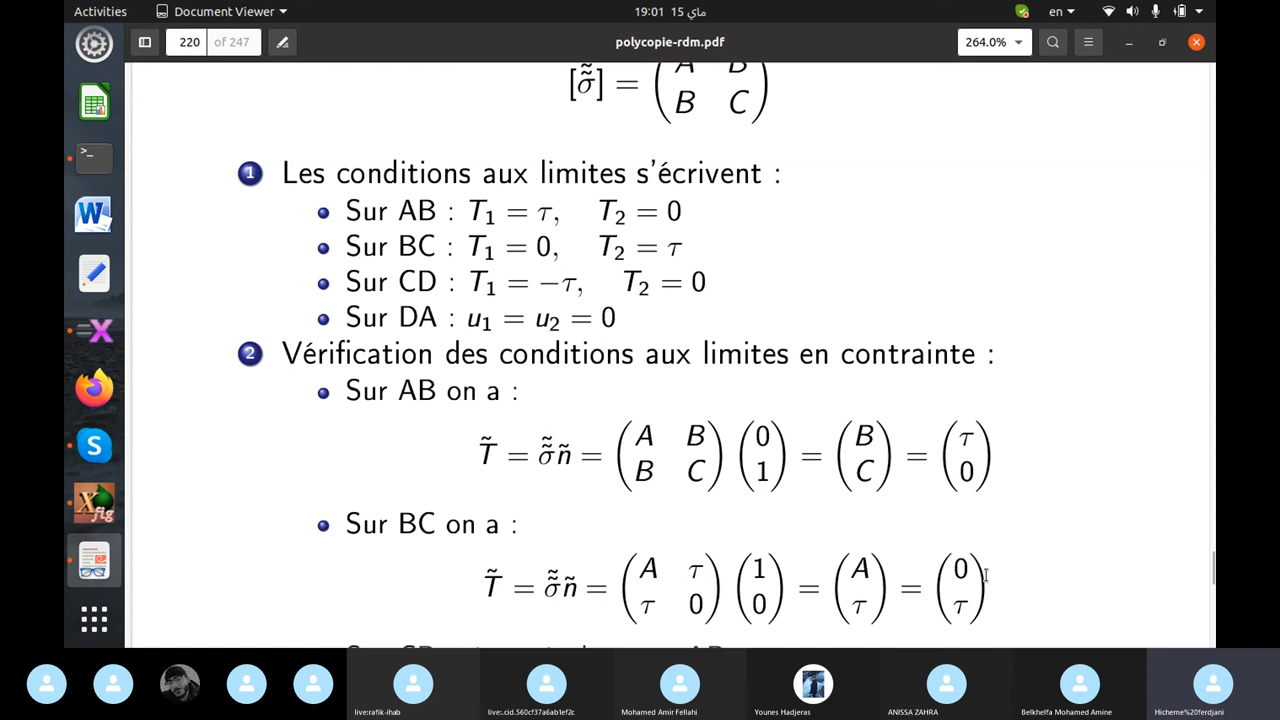 Activities Document Viewer 19:01 ماي 15 en
220 of 247 polycopie-rdm.pdf 264.0%
[σ̃̃] = (A B
B C)
1 Les conditions aux limites s'écrivent :
Sur AB : T₁ = τ, T₂ = 0
Sur BC : T₁ = 0, T₂ = τ
Sur CD : T₁ = −τ, T₂ = 0
Sur DA : u₁ = u₂ = 0
2 Vérification des conditions aux limites en contrainte :
Sur AB on a :
T̃ = σ̃̃ñ = (A B; B C) (0; 1) = (B; C) = (τ; 0)
Sur BC on a :
T̃ = σ̃̃ñ = (A τ; τ 0) (1; 0) = (A; τ) = (0; τ)
live:rafik-ihab live:.cid.560cf37a6ab1ef2c Mohamed Amir Fellahi Younes Hadjeras ANISSA ZAHRA Belkhelfa Mohamed Amine Hicheme%20ferdjani